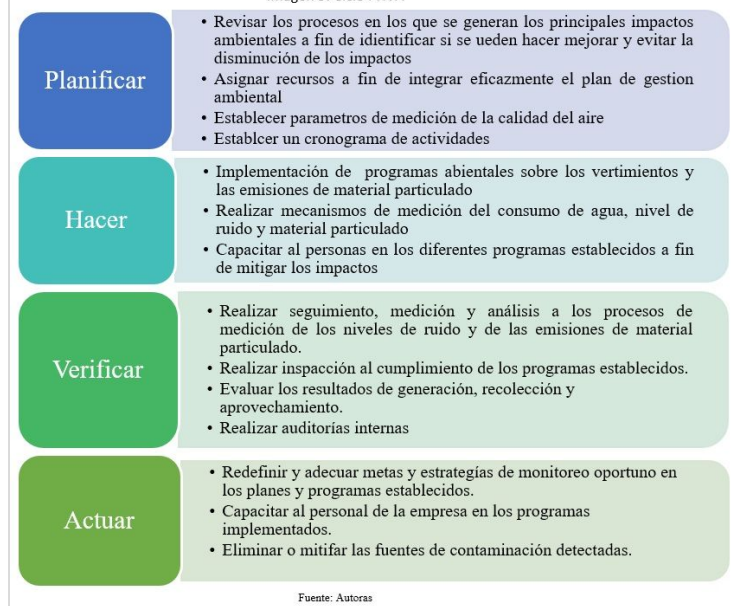 Planificar
• Revisar los procesos en los que se generan los principales impactos
ambientales a fin de idientificar si se ueden hacer mejorar y evitar la
disminución de los impactos
• Asignar recursos a fin de integrar eficazmente el plan de gestion
ambiental
• Establecer parametros de medición de la calidad del aire
• Establcer un cronograma de actividades
Hacer
• Implementación de programas abientales sobre los vertimientos y
las emisiones de material particulado
• Realizar mecanismos de medición del consumo de agua, nivel de
ruido y material particulado
• Capacitar al personas en los diferentes programas establecidos a fin
de mitigar los impactos
Verificar
• Realizar seguimiento, medición y análisis a los procesos de
medición de los niveles de ruido y de las emisiones de material
particulado.
• Realizar inspacción al cumplimiento de los programas establecidos.
• Evaluar los resultados de generación, recolección y
aprovechamiento.
• Realizar auditorías internas
Actuar
• Redefinir y adecuar metas y estrategías de monitoreo oportuno en
los planes y programas establecidos.
• Capacitar al personal de la empresa en los programas
implementados.
• Eliminar o mitifar las fuentes de contaminación detectadas.
Fuente: Autoras